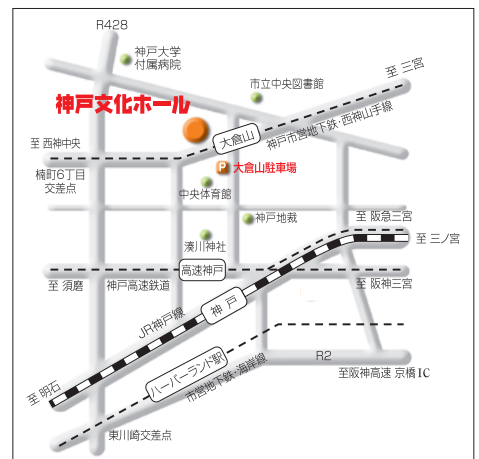 R428
神戸大学
付属病院
至 三宮
市立中央図書館
神戸文化ホール
大倉山
神戸市営地下鉄・西神山手線
至 西神中央
P
大倉山駐車場
楠町6丁目
交差点
中央体育館
神戸地裁
至 阪急三宮
湊川神社
至 三ノ宮
高速神戸
至 須磨
神戸高速鉄道
至 阪神三宮
神戸
JR神戸線
R2
ハーバーランド駅
市営地下鉄・海岸線
至阪神高速 京橋IC
至 明石
東川崎交差点